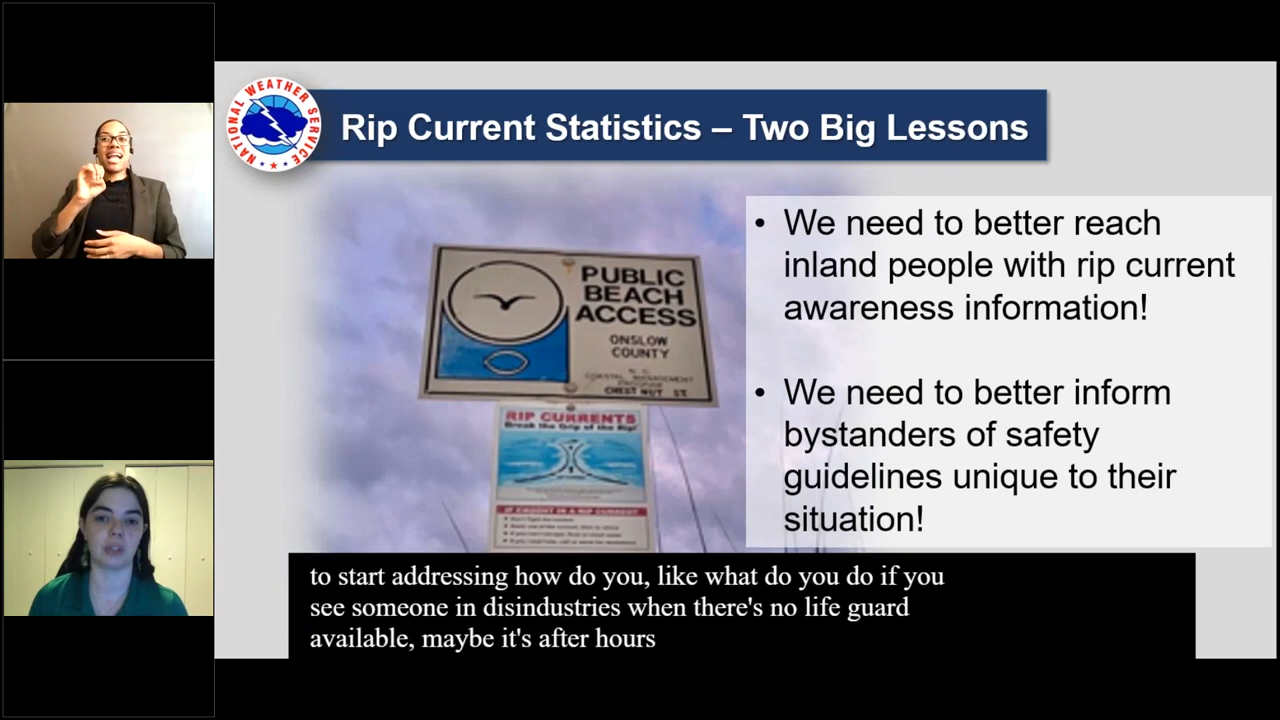 NATIONAL WEATHER SERVICE
Rip Current Statistics – Two Big Lessons
PUBLIC
BEACH
ACCESS
ONSLOW
COUNTY
N. C.
COASTAL MANAGEMENT
PROGRAM
CHESTNUT ST.
RIP CURRENTS
Break the Grip of the Rip!
IF CAUGHT IN A RIP CURRENT
• We need to better reach
inland people with rip current
awareness information!
• We need to better inform
bystanders of safety
guidelines unique to their
situation!
to start addressing how do you, like what do you do if you
see someone in disindustries when there's no life guard
available, maybe it's after hours